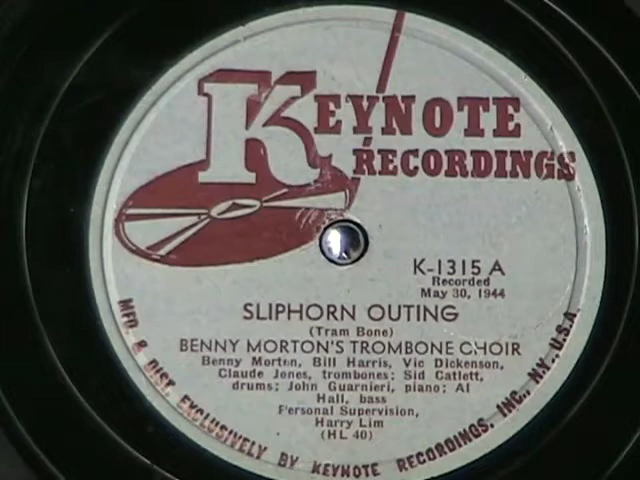 KEYNOTE
RECORDINGS
K-1315 A
Recorded
May 30, 1944
SLIPHORN OUTING
(Tram Bone)
BENNY MORTON'S TROMBONE CHOIR
Benny Morton, Bill Harris, Vic Dickenson,
Claude Jones, trombones; Sid Catlett,
drums; John Guarnieri, piano; Al
Hall, bass
Personal Supervision,
Harry Lim
(HL 40)
MFD. & DIST. EXCLUSIVELY BY KEYNOTE RECORDINGS, INC., N.Y., U.S.A.